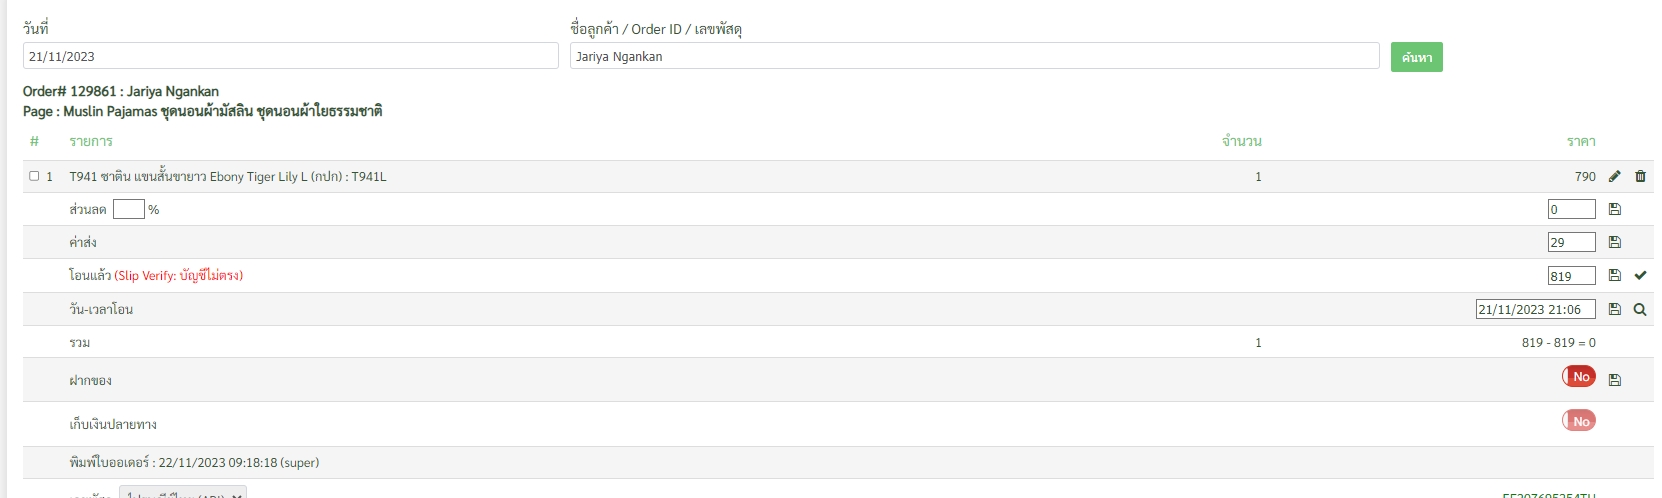 วันที่
ชื่อลูกค้า / Order ID / เลขพัสดุ
21/11/2023
Jariya Ngankan
ค้นหา
Order# 129861 : Jariya Ngankan
Page : Muslin Pajamas ชุดนอนผ้ามัสลิน ชุดนอนผ้าใยธรรมชาติ
# รายการ จำนวน ราคา
1 T941 ซาติน แขนสั้นขายาว Ebony Tiger Lily L (กปก) : T941L 1 790
ส่วนลด % 0
ค่าส่ง 29
โอนแล้ว (Slip Verify: บัญชีไม่ตรง) 819
วัน-เวลาโอน 21/11/2023 21:06
รวม 1 819 - 819 = 0
ฝากของ No
เก็บเงินปลายทาง No
พิมพ์ใบออเดอร์ : 22/11/2023 09:18:18 (super)